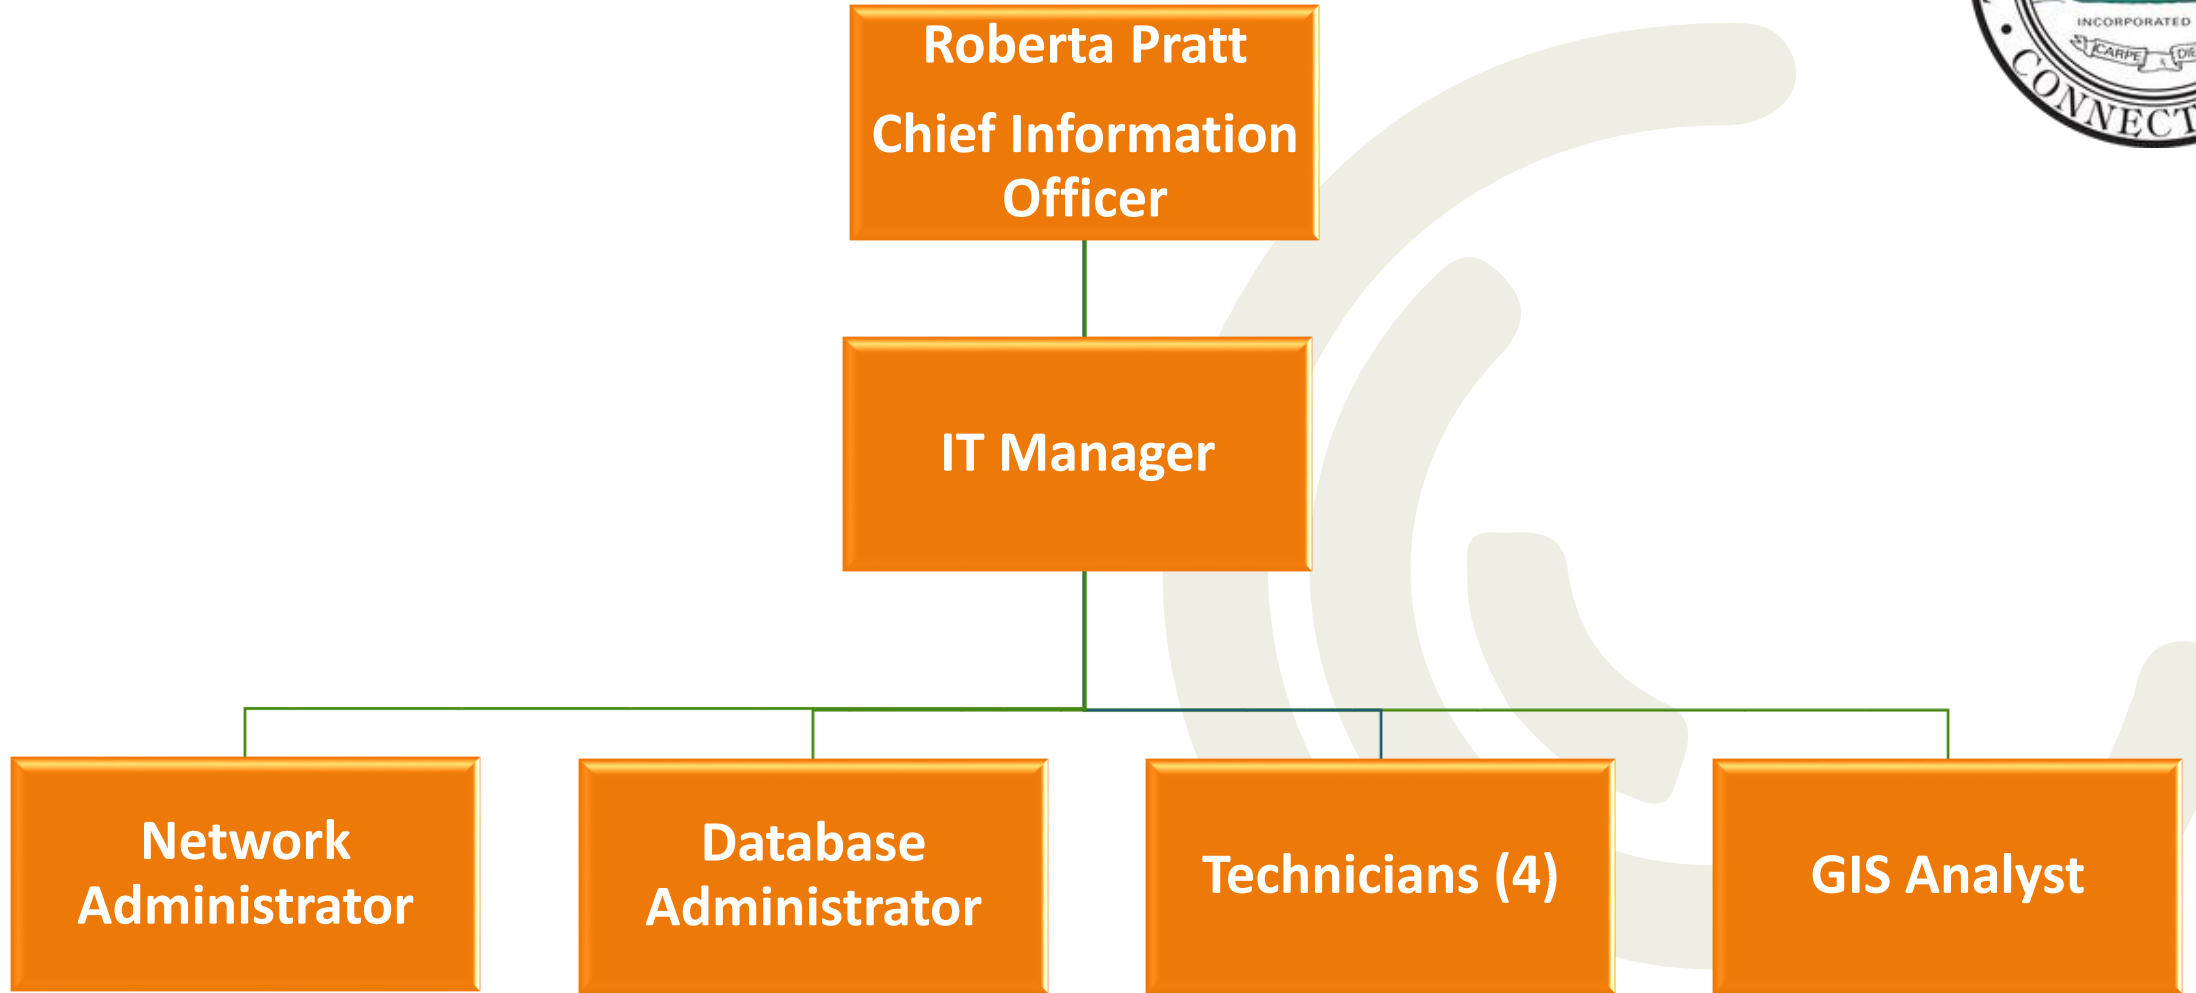 Roberta Pratt
Chief Information
Officer
INCORPORATED
CARPE
CONNECT
IT Manager
Network
Administrator
Database
Administrator
Technicians (4)
GIS Analyst